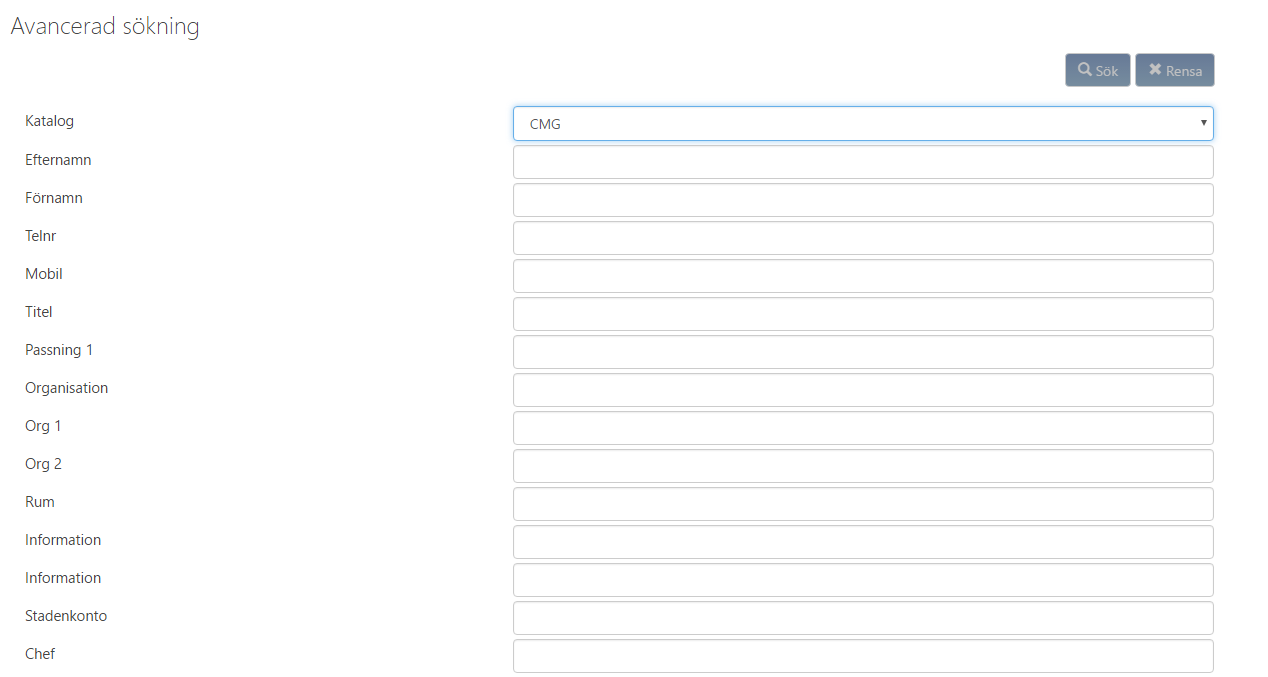 Avancerad sökning
Sök Rensa
Katalog CMG
Efternamn
Förnamn
Telnr
Mobil
Titel
Passning 1
Organisation
Org 1
Org 2
Rum
Information
Information
Stadenkonto
Chef